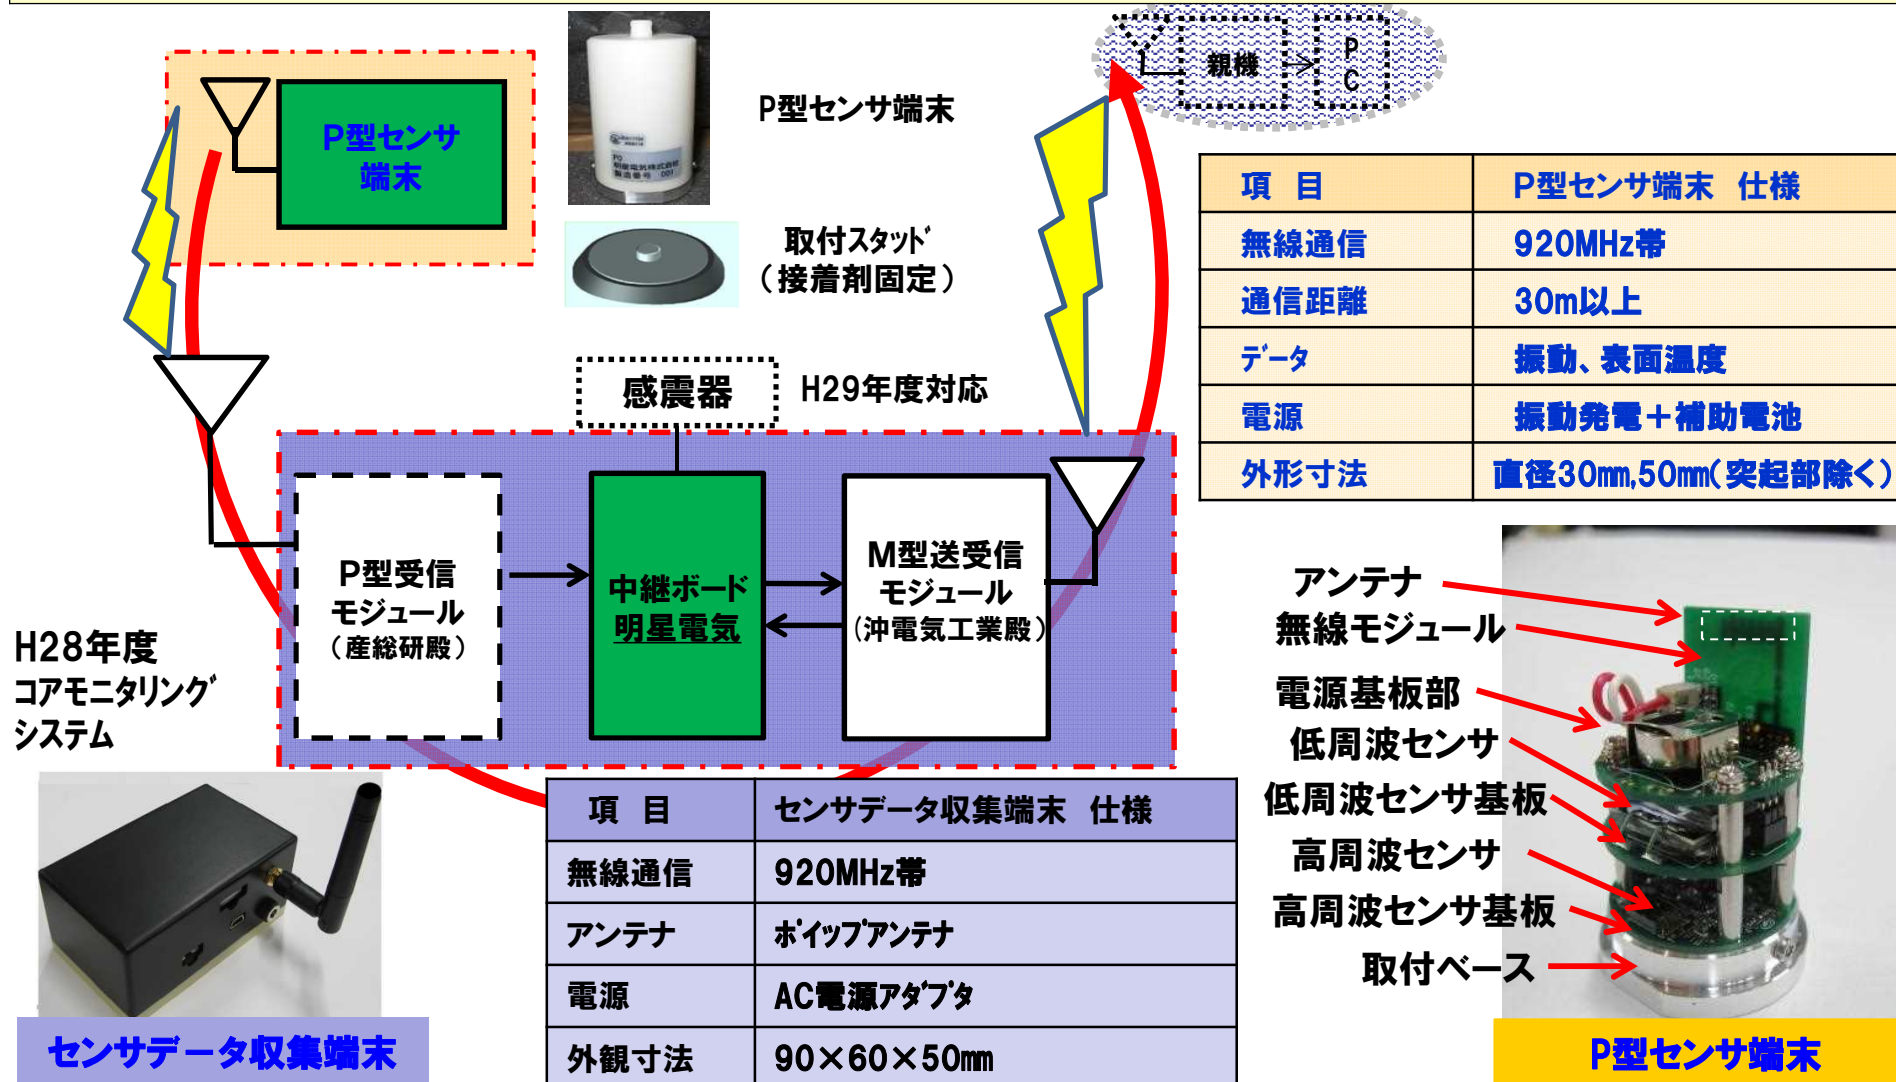 P型センサ
端末
P型センサ端末
取付スタッド
（接着剤固定）
親機
P
C
感震器
H29年度対応
P型受信
モジュール
（産総研殿）
中継ボード
明星電気
M型送受信
モジュール
(沖電気工業殿)
H28年度
コアモニタリング
システム
センサデータ収集端末
項 目 P型センサ端末 仕様
無線通信 920MHz帯
通信距離 30m以上
データ 振動、表面温度
電源 振動発電＋補助電池
外形寸法 直径30mm,50mm(突起部除く)
項 目 センサデータ収集端末 仕様
無線通信 920MHz帯
アンテナ ホイップアンテナ
電源 AC電源アダプタ
外観寸法 90×60×50mm
アンテナ
無線モジュール
電源基板部
低周波センサ
低周波センサ基板
高周波センサ
高周波センサ基板
取付ベース
P型センサ端末